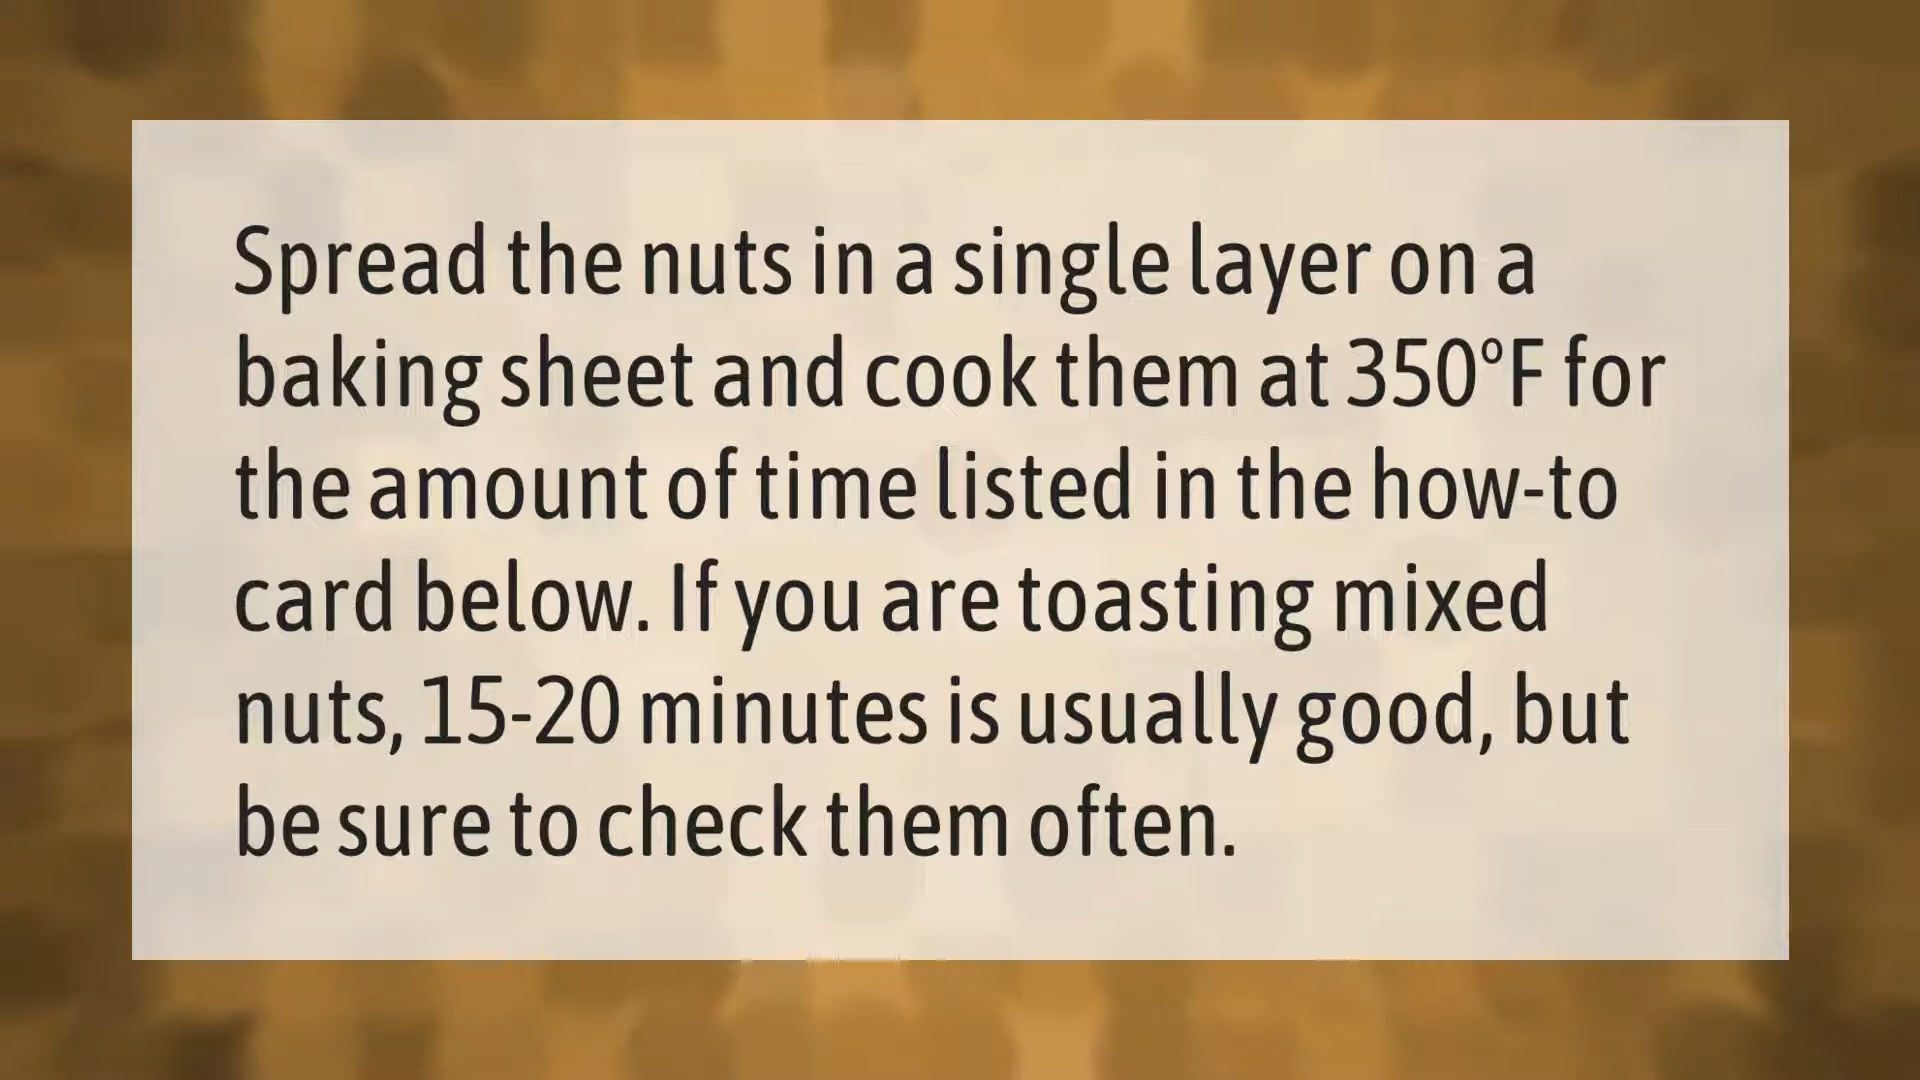 Spread the nuts in a single layer on a
baking sheet and cook them at 350ºF for
the amount of time listed in the how-to
card below. If you are toasting mixed
nuts, 15-20 minutes is usually good, but
be sure to check them often.